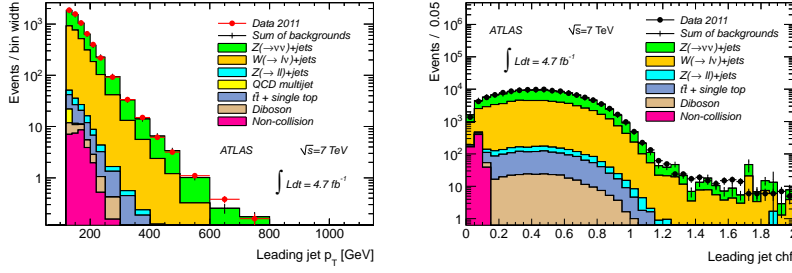 Events / bin width
10³
10²
10
1
Data 2011
Sum of backgrounds
Z(→νν)+jets
W(→ lν)+jets
Z(→ ll)+jets
QCD multijet
tt̄ + single top
Diboson
Non-collision
ATLAS
√s=7 TeV
∫ Ldt = 4.7 fb⁻¹
200 400 600 800 1000
Leading jet p_T [GeV]
Events / 0.05
10⁶
10⁵
10⁴
10³
10²
10
1
ATLAS
√s=7 TeV
∫ Ldt = 4.7 fb⁻¹
Data 2011
Sum of backgrounds
Z(→νν)+jets
W(→ lν)+jets
Z(→ ll)+jets
tt̄ + single top
Diboson
Non-collision
0 0.2 0.4 0.6 0.8 1 1.2 1.4 1.6 1.8 2
Leading jet chf